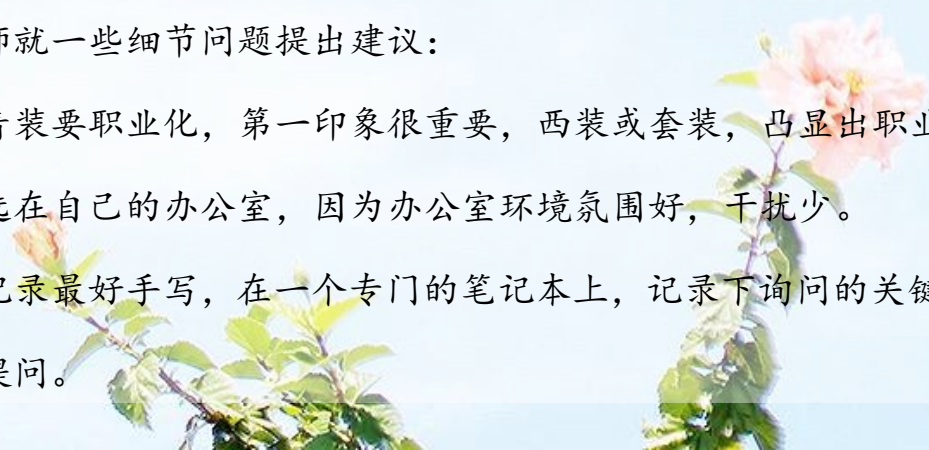 师就一些细节问题提出建议：
装要职业化，第一印象很重要，西装或套装，凸显出职业
选在自己的办公室，因为办公室环境氛围好，干扰少。
记录最好手写，在一个专门的笔记本上，记录下询问的关键
提问。